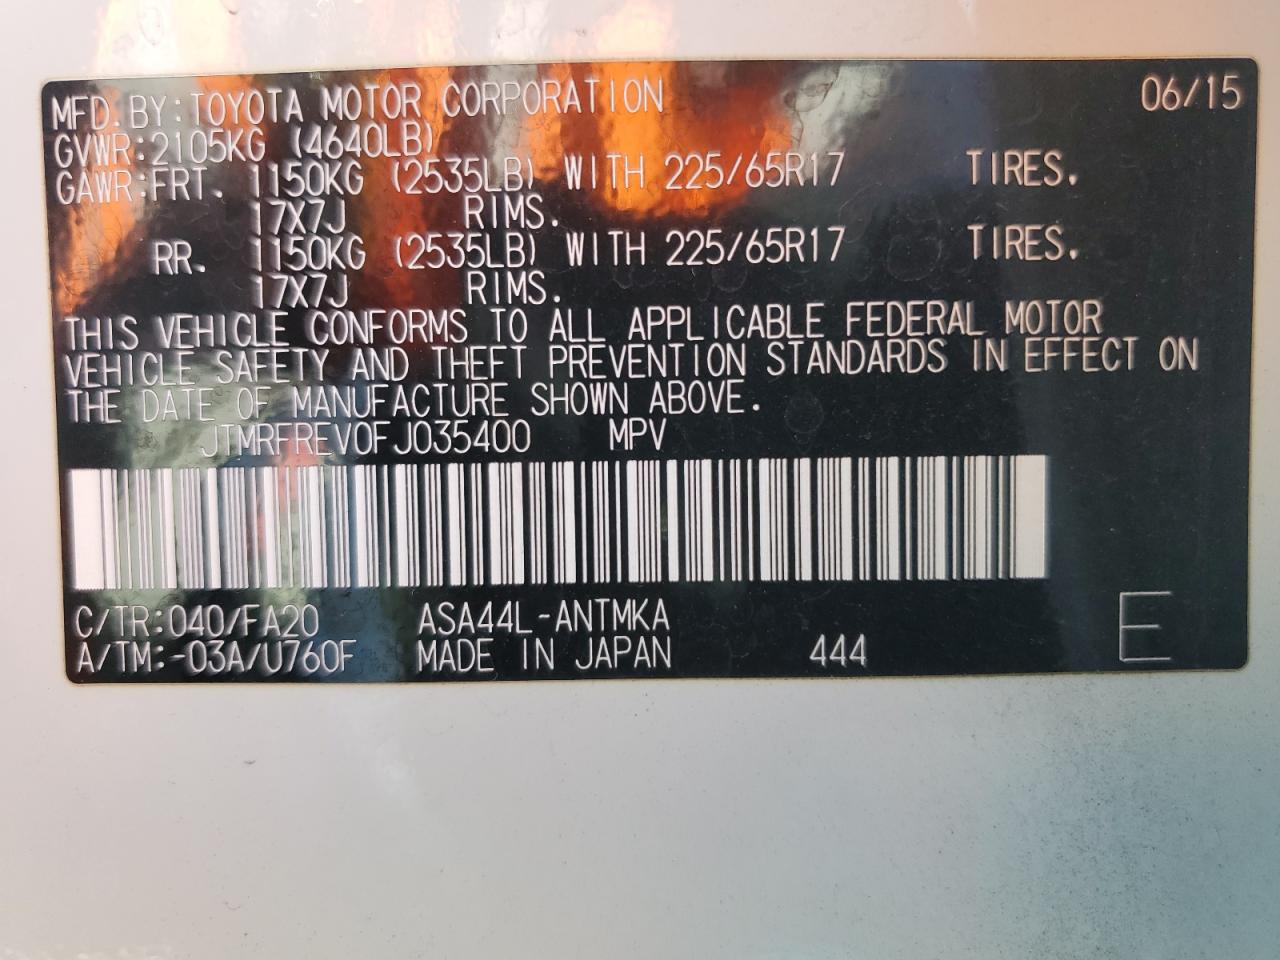 MFD.BY:TOYOTA MOTOR CORPORATION 06/15
GVWR:2105KG (4640LB)
GAWR:FRT. 1150KG (2535LB) WITH 225/65R17 TIRES.
17X7J RIMS.
RR. 1150KG (2535LB) WITH 225/65R17 TIRES.
17X7J RIMS.
THIS VEHICLE CONFORMS TO ALL APPLICABLE FEDERAL MOTOR
VEHICLE SAFETY AND THEFT PREVENTION STANDARDS IN EFFECT ON
THE DATE OF MANUFACTURE SHOWN ABOVE.
JTMRFREV0FJ035400 MPV
C/TR:040/FA20 ASA44L-ANTMKA
A/TM:-03A/U760F MADE IN JAPAN 444 E